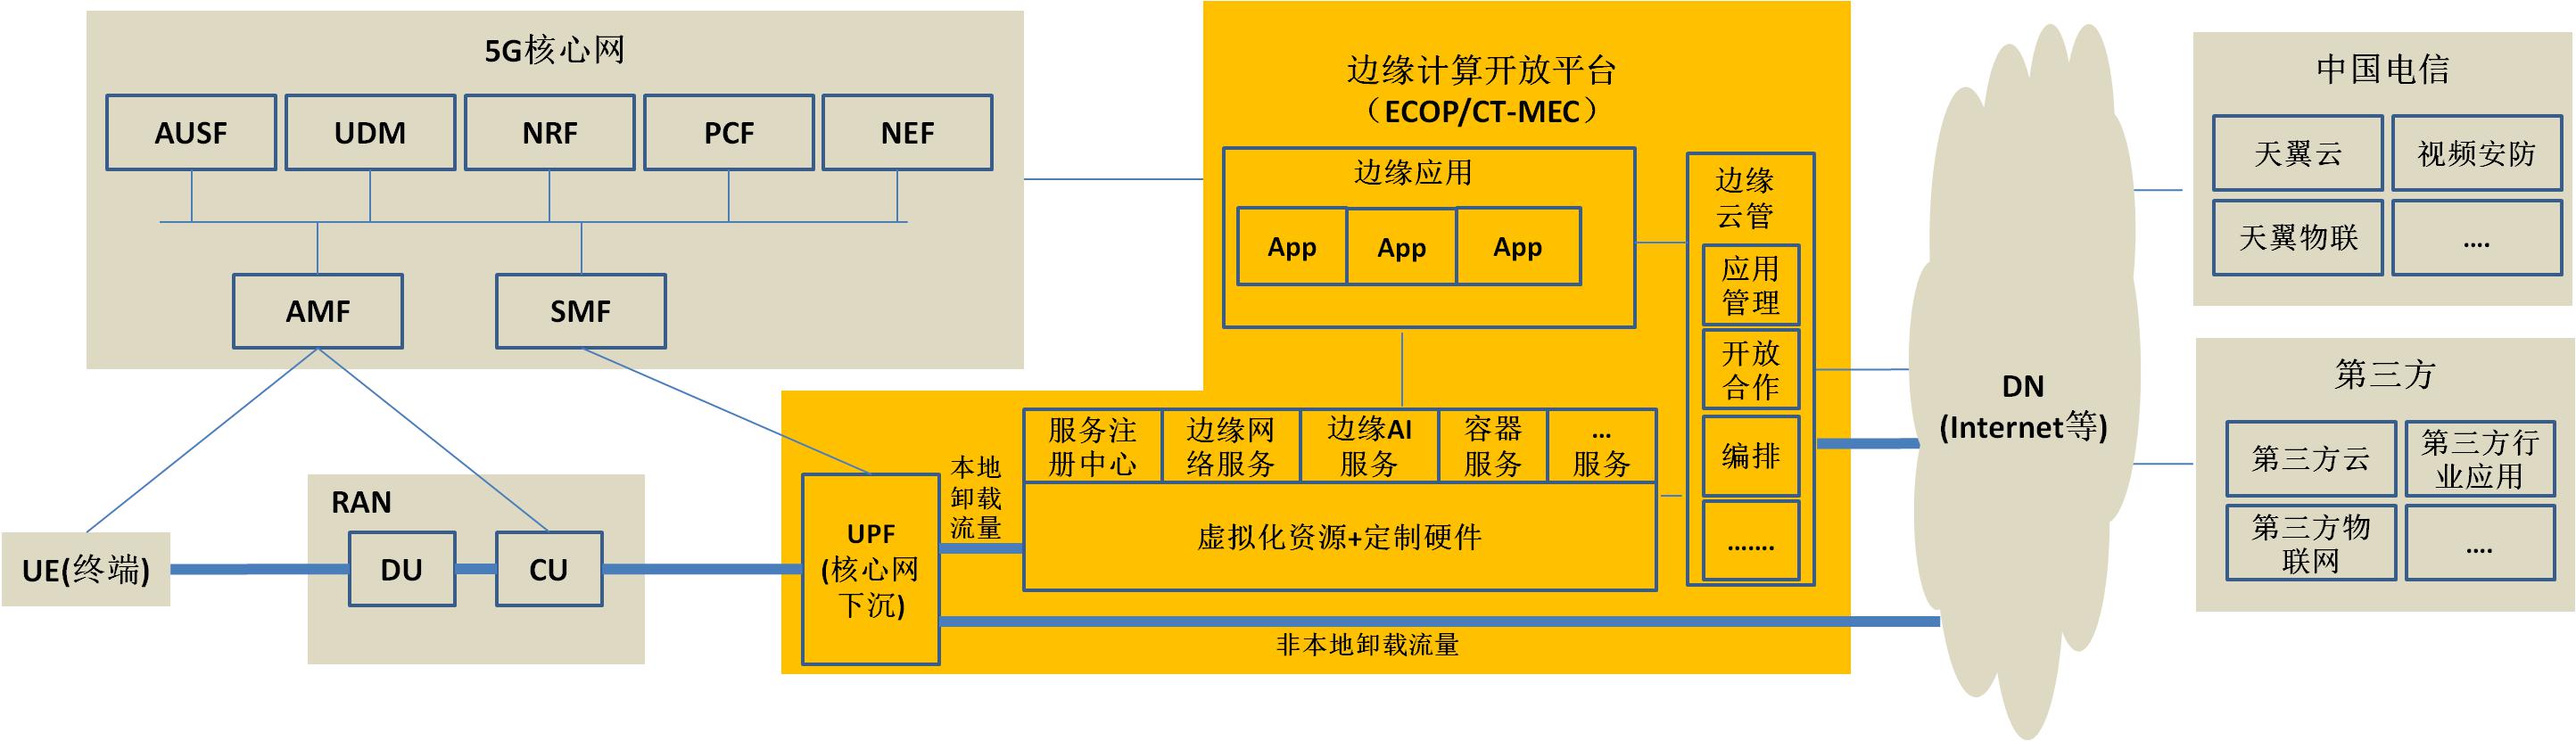 5G核心网
AUSF
UDM
NRF
PCF
NEF
AMF
SMF
UE(终端)
RAN
DU
CU
边缘计算开放平台
（ECOP/CT-MEC）
边缘应用
App
App
App
边缘
云管
应用
管理
开放
合作
编排
.......
本地
卸载
流量
服务注
册中心
边缘网
络服务
边缘AI
服务
容器
服务
...
服务
虚拟化资源+定制硬件
UPF
(核心网
下沉)
非本地卸载流量
DN
(Internet等)
中国电信
天翼云
视频安防
天翼物联
....
第三方
第三方云
第三方行
业应用
第三方物
联网
....